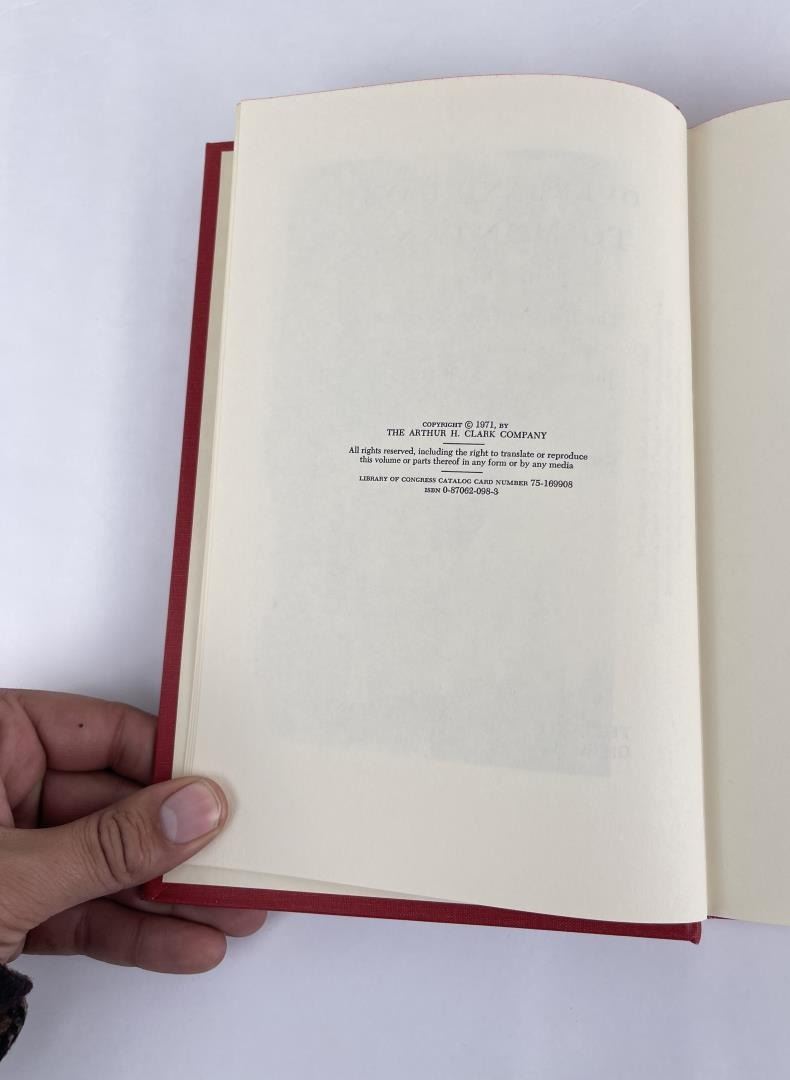 COPYRIGHT © 1971, BY
THE ARTHUR H. CLARK COMPANY
All rights reserved, including the right to translate or reproduce
this volume or parts thereof in any form or by any media
LIBRARY OF CONGRESS CATALOG CARD NUMBER 75-169908
ISBN 0-87062-098-3